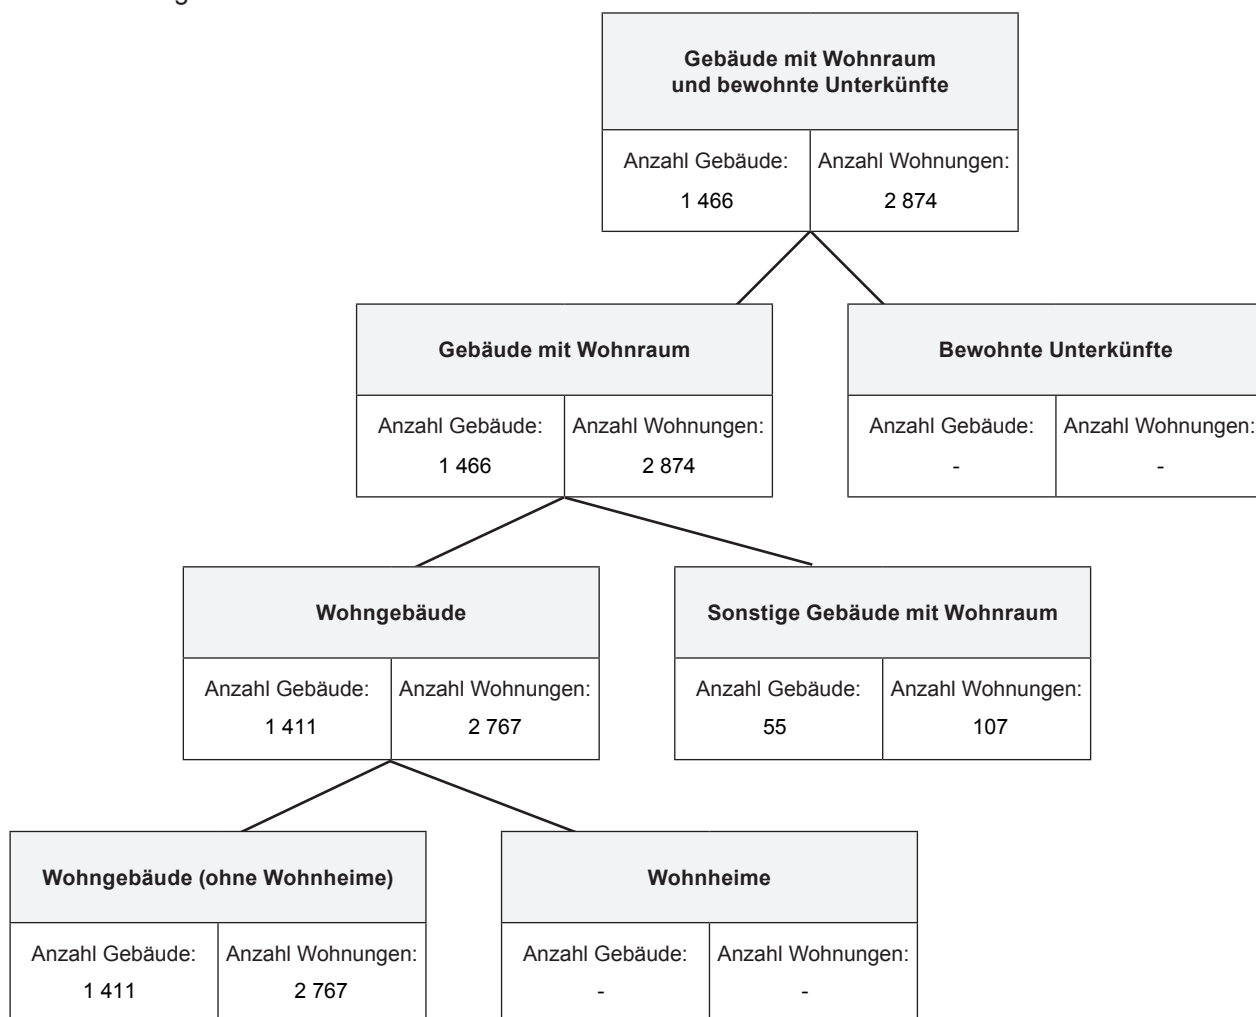 Gebäude mit Wohnraum
und bewohnte Unterkünfte
Anzahl Gebäude: Anzahl Wohnungen:
1 466 2 874
Gebäude mit Wohnraum
Anzahl Gebäude: Anzahl Wohnungen:
1 466 2 874
Bewohnte Unterkünfte
Anzahl Gebäude: Anzahl Wohnungen:
- -
Wohngebäude
Anzahl Gebäude: Anzahl Wohnungen:
1 411 2 767
Sonstige Gebäude mit Wohnraum
Anzahl Gebäude: Anzahl Wohnungen:
55 107
Wohngebäude (ohne Wohnheime)
Anzahl Gebäude: Anzahl Wohnungen:
1 411 2 767
Wohnheime
Anzahl Gebäude: Anzahl Wohnungen:
- -